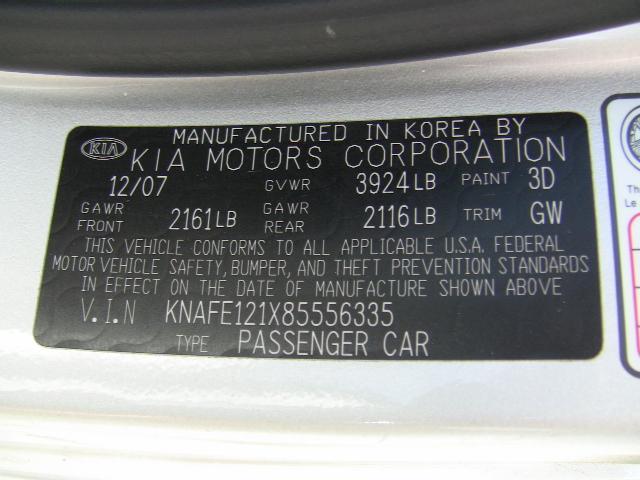 MANUFACTURED IN KOREA BY
KIA KIA MOTORS CORPORATION
12/07 GVWR 3924LB PAINT 3D
GAWR FRONT 2161LB GAWR REAR 2116LB TRIM GW
THIS VEHICLE CONFORMS TO ALL APPLICABLE U.S.A. FEDERAL
MOTOR VEHICLE SAFETY, BUMPER, AND THEFT PREVENTION STANDARDS
IN EFFECT ON THE DATE OF MANUFACTURE SHOWN ABOVE
V.I.N KNAFE121X85556335
TYPE PASSENGER CAR
Th
Le